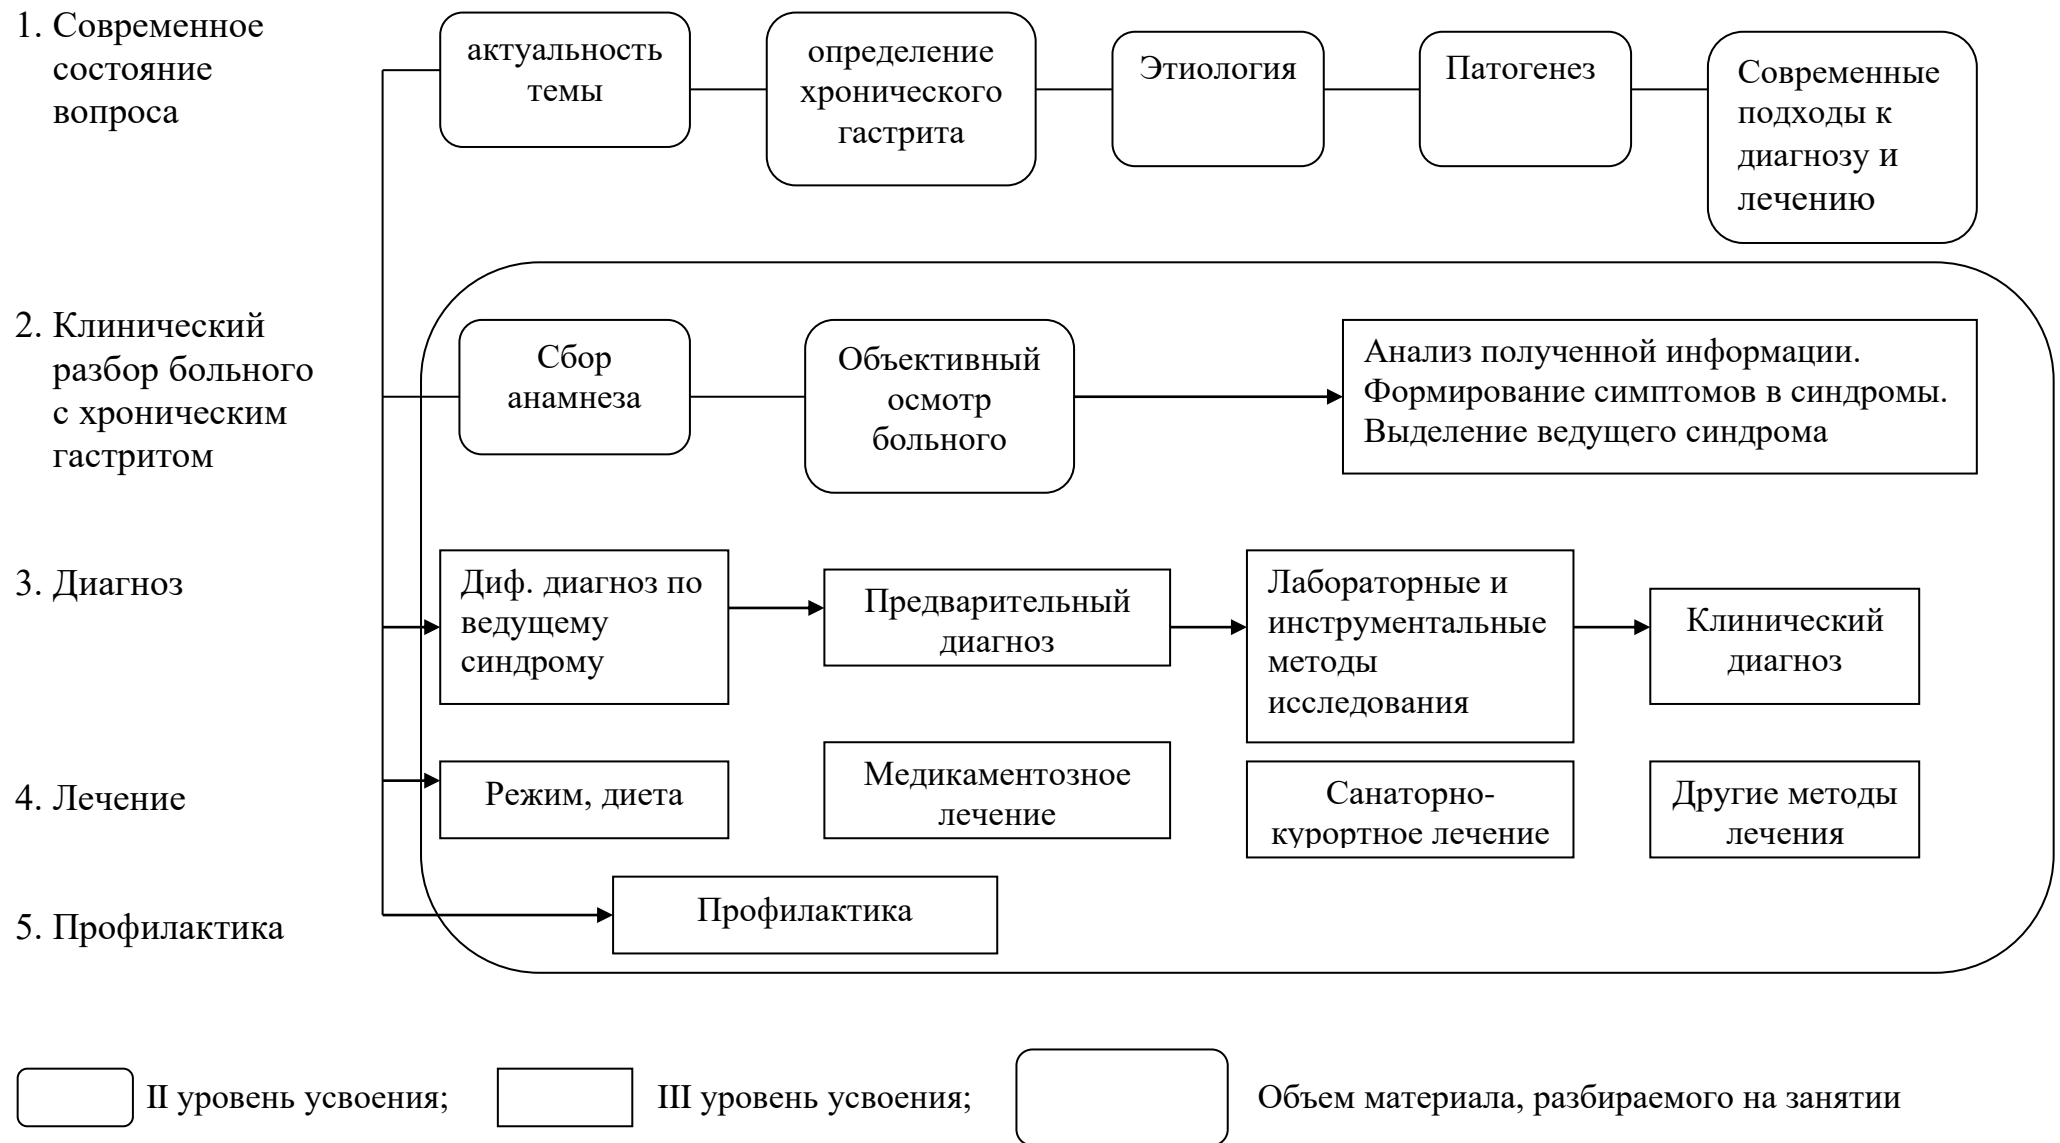 1. Современное
состояние
вопроса
актуальность
темы
определение
хронического
гастрита
Этиология
Патогенез
Современные
подходы к
диагнозу и
лечению
2. Клинический
разбор больного
с хроническим
гастритом
Сбор
анамнеза
Объективный
осмотр
больного
Анализ полученной информации.
Формирование симптомов в синдромы.
Выделение ведущего синдрома
3. Диагноз
Диф. диагноз по
ведущему
синдрому
Предварительный
диагноз
Лабораторные и
инструментальные
методы
исследования
Клинический
диагноз
4. Лечение
Режим, диета
Медикаментозное
лечение
Санаторно-
курортное лечение
Другие методы
лечения
5. Профилактика
Профилактика
II уровень усвоения;
III уровень усвоения;
Объем материала, разбираемого на занятии